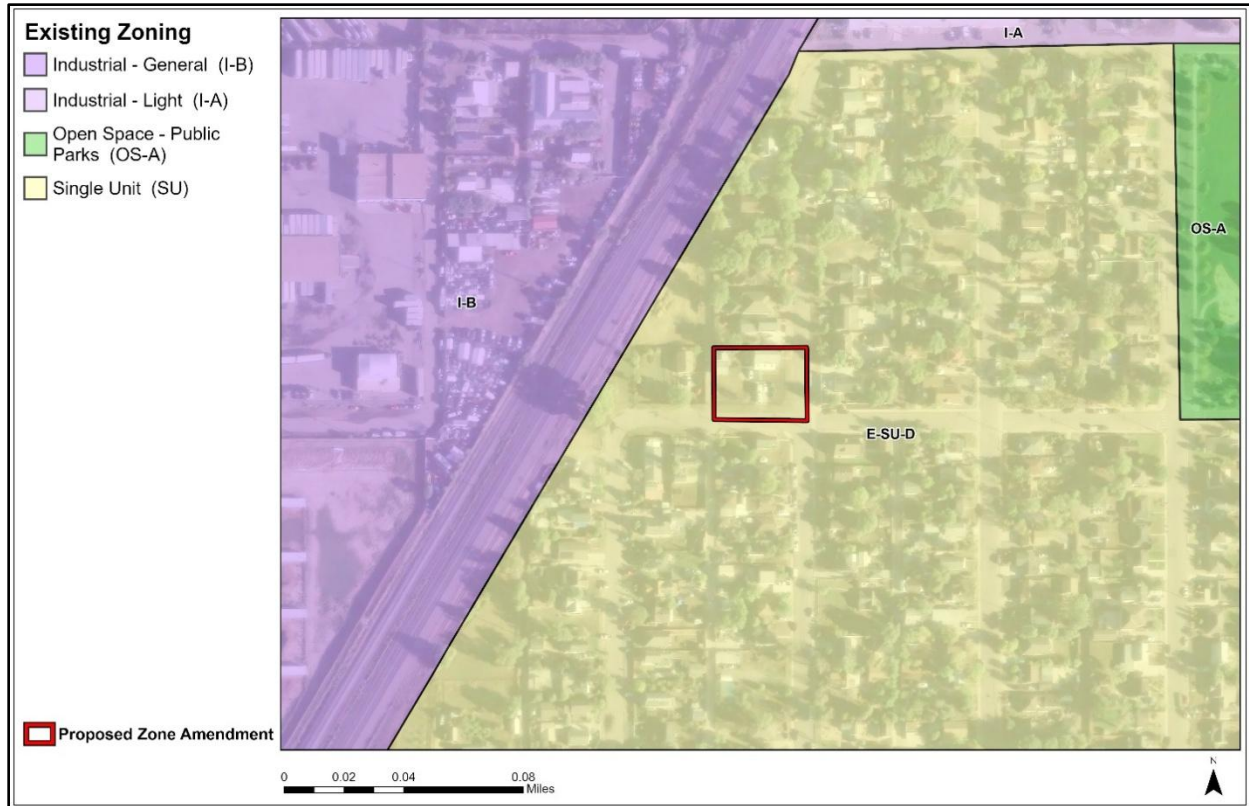 Existing Zoning
Industrial - General (I-B)
Industrial - Light (I-A)
Open Space - Public
Parks (OS-A)
Single Unit (SU)
I-A
OS-A
I-B
E-SU-D
Proposed Zone Amendment
0 0.02 0.04 0.08
Miles
N